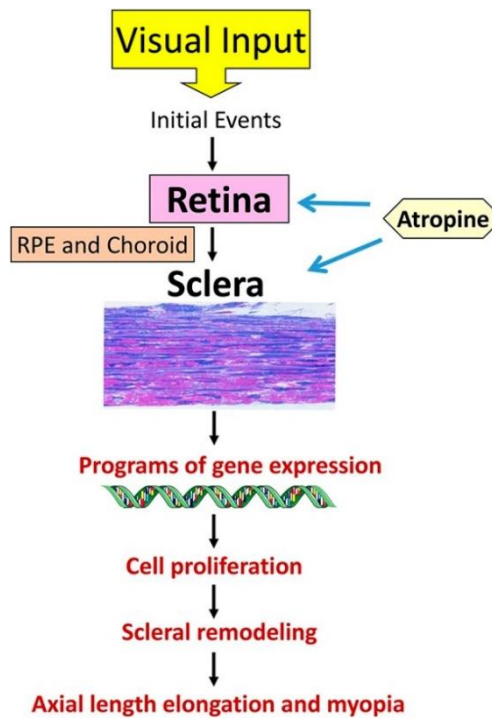 Visual Input
Initial Events
Retina
Atropine
RPE and Choroid
Sclera
Programs of gene expression
Cell proliferation
Scleral remodeling
Axial length elongation and myopia